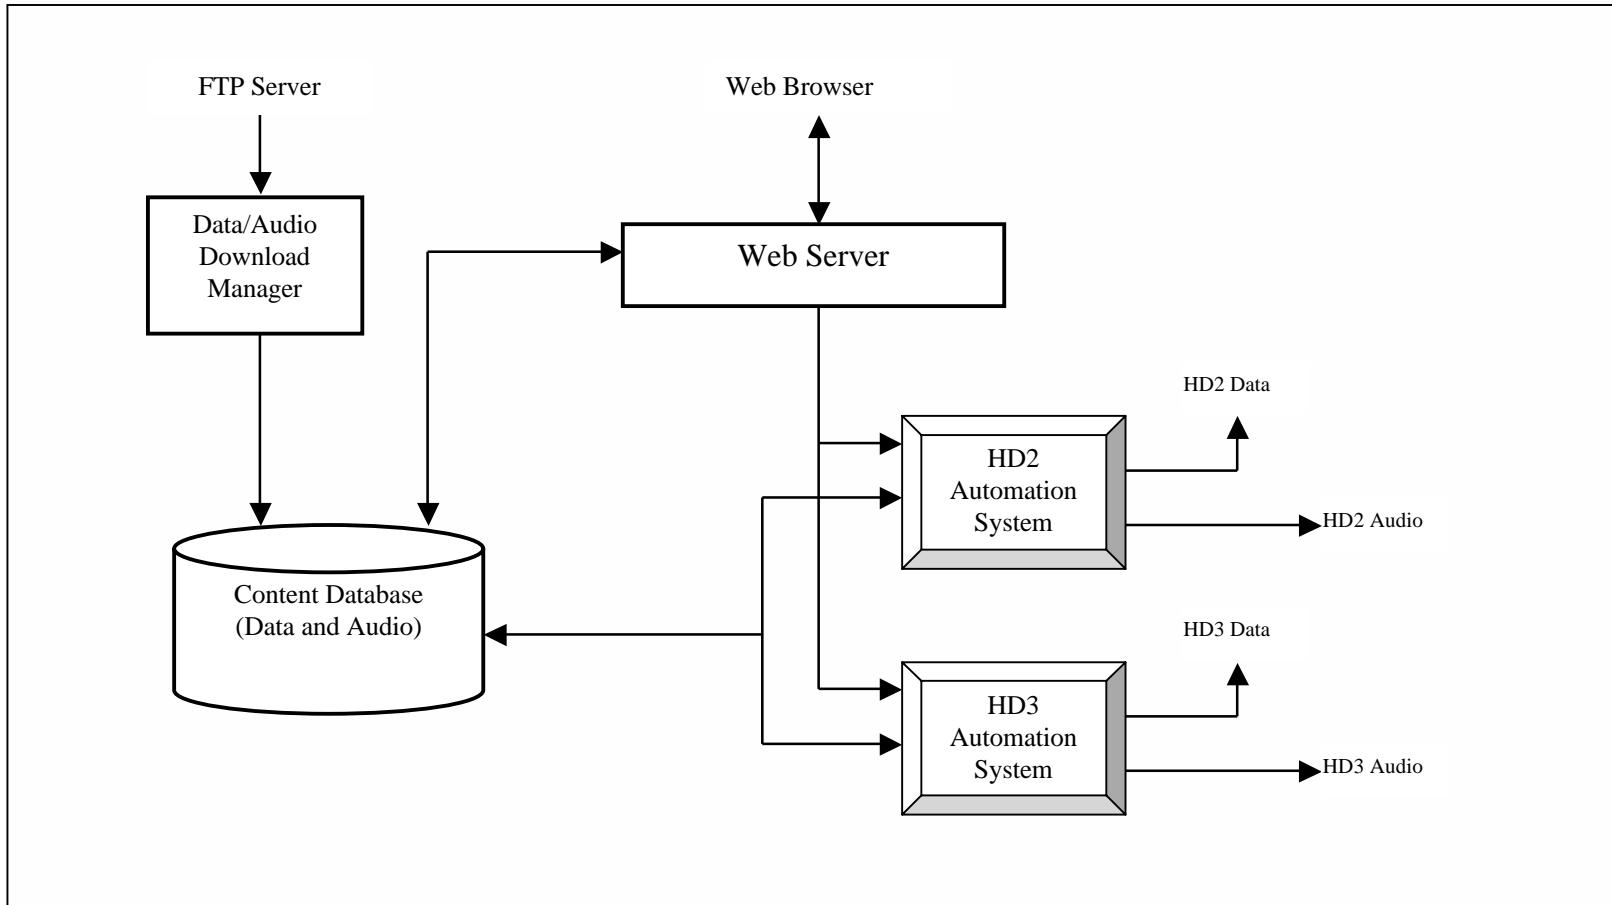 FTP Server
Web Browser
Data/Audio
Download
Manager
Web Server
HD2 Data
HD2
Automation
System
HD2 Audio
Content Database
(Data and Audio)
HD3 Data
HD3
Automation
System
HD3 Audio